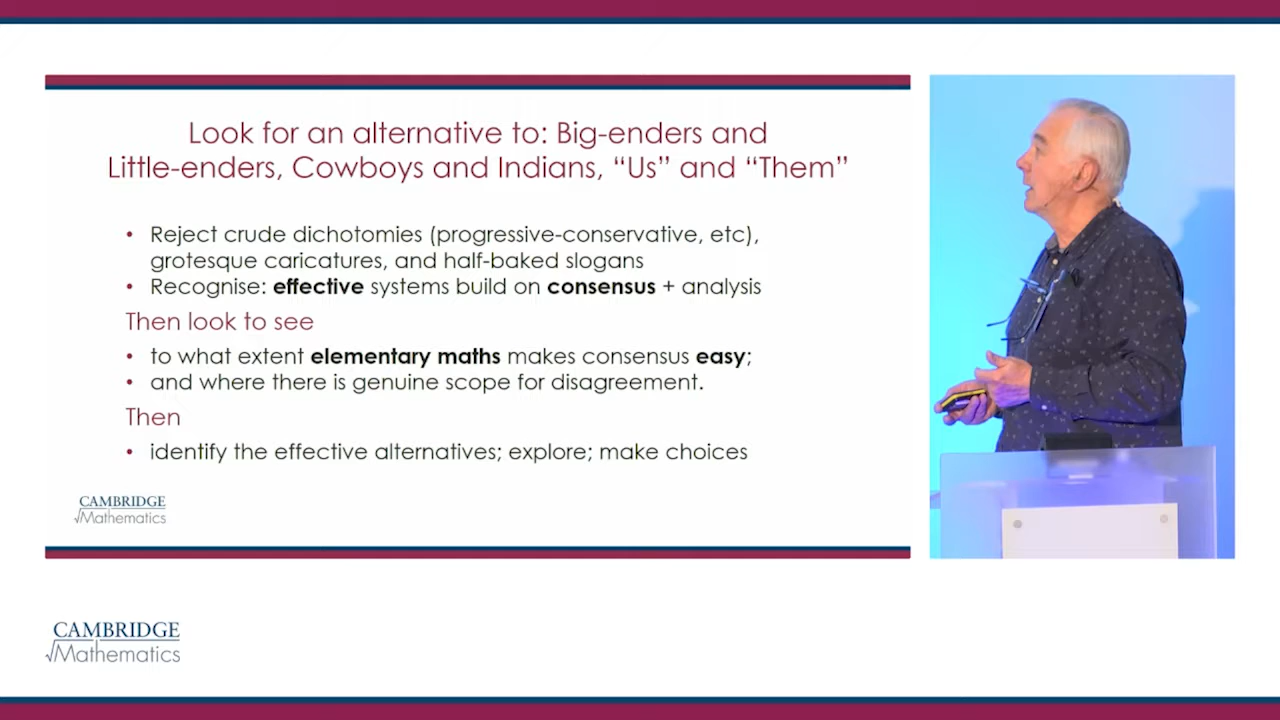 Look for an alternative to: Big-enders and
Little-enders, Cowboys and Indians, “Us” and “Them”
• Reject crude dichotomies (progressive-conservative, etc),
grotesque caricatures, and half-baked slogans
• Recognise: effective systems build on consensus + analysis
Then look to see
• to what extent elementary maths makes consensus easy;
• and where there is genuine scope for disagreement.
Then
• identify the effective alternatives; explore; make choices
CAMBRIDGE
Mathematics
CAMBRIDGE
Mathematics